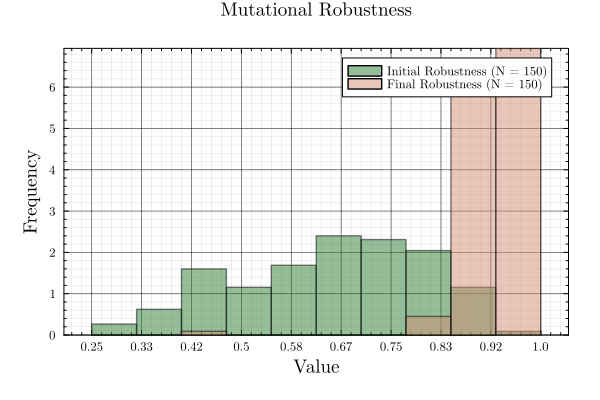 Mutational Robustness
Initial Robustness (N = 150)
Final Robustness (N = 150)
Frequency
6
5
4
3
2
1
0
0.25 0.33 0.42 0.5 0.58 0.67 0.75 0.83 0.92 1.0
Value